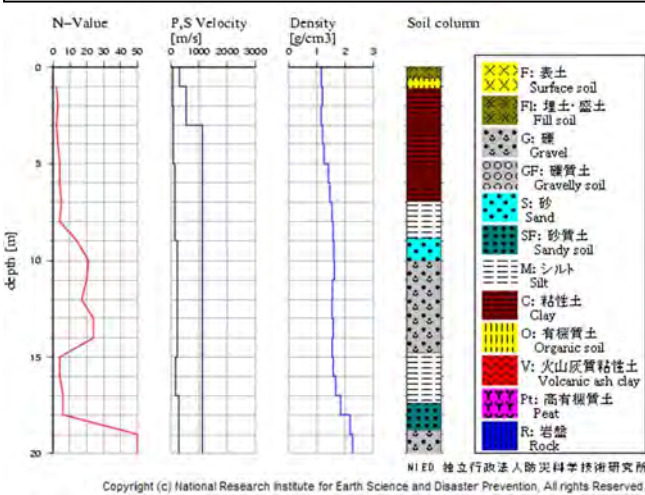 N-Value P,S Velocity Density Soil column
[m/s] [g/cm3]
0 10 20 30 40 50 0 1000 2000 3000 0 1 2 3
0
5
10
15
20
depth [m]
F: 表土
Surface soil
Fl: 埋土・盛土
Fill soil
G: 礫
Gravel
GF: 礫質土
Gravelly soil
S: 砂
Sand
SF: 砂質土
Sandy soil
M: シルト
Silt
C: 粘性土
Clay
O: 有機質土
Organic soil
V: 火山灰質粘性土
Volcanic ash clay
Pt: 高有機質土
Peat
R: 岩盤
Rock
NIED 独立行政法人防災科学技術研究所
Copyright (c) National Research Institute for Earth Science and Disaster Prevention, All rights Reserved.